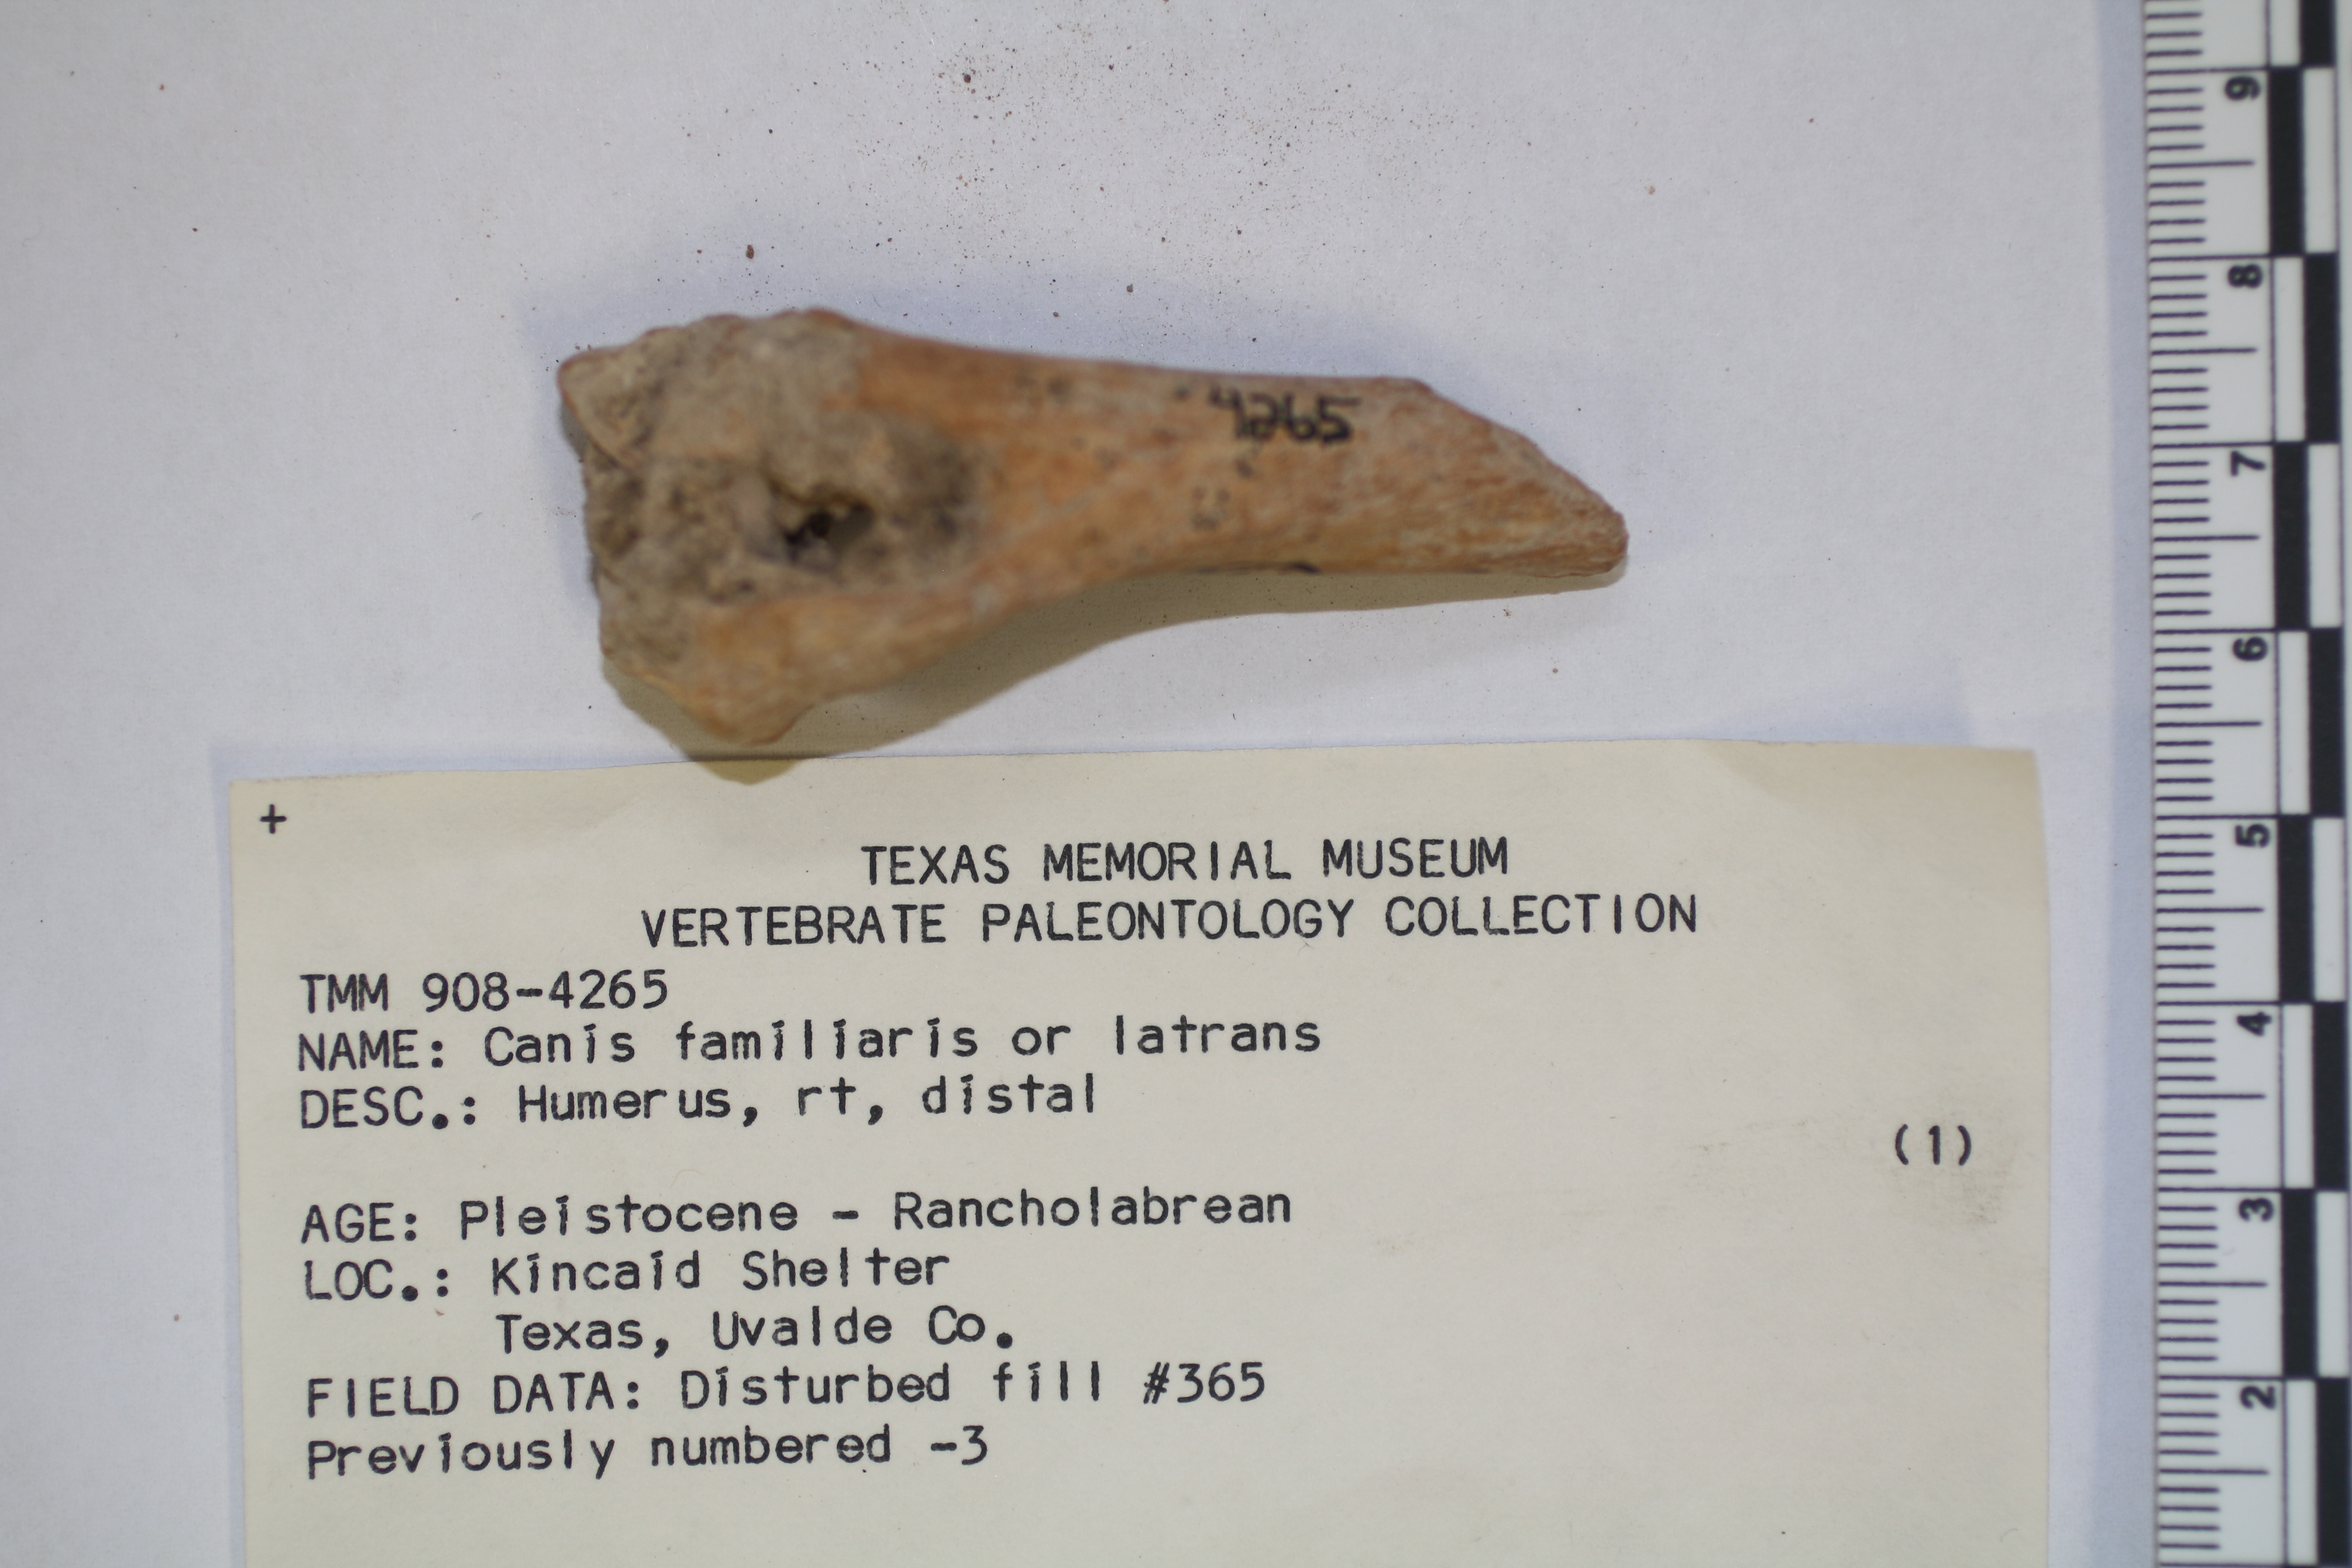 4265
+
TEXAS MEMORIAL MUSEUM
VERTEBRATE PALEONTOLOGY COLLECTION
TMM 908-4265
NAME: Canis familiaris or latrans
DESC.: Humerus, rt, distal
(1)
AGE: Pleistocene - Rancholabrean
LOC.: Kincaid Shelter
Texas, Uvalde Co.
FIELD DATA: Disturbed fill #365
Previously numbered -3
9
8
7
6
5
4
3
2